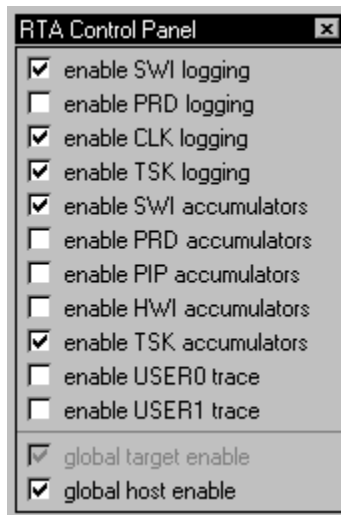 RTA Control Panel
enable SWI logging
enable PRD logging
enable CLK logging
enable TSK logging
enable SWI accumulators
enable PRD accumulators
enable PIP accumulators
enable HWI accumulators
enable TSK accumulators
enable USER0 trace
enable USER1 trace
global target enable
global host enable